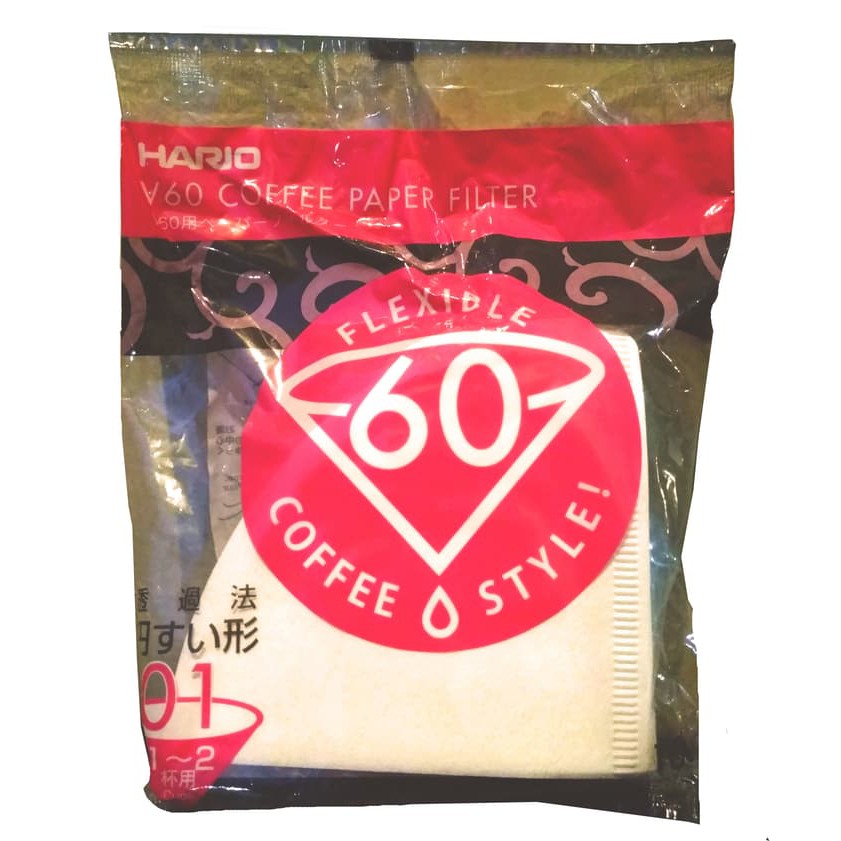 HARIO
V60 COFFEE PAPER FILTER
FLEXIBLE
60
COFFEE STYLE!
透過法
円すい形
01
1～2
杯用